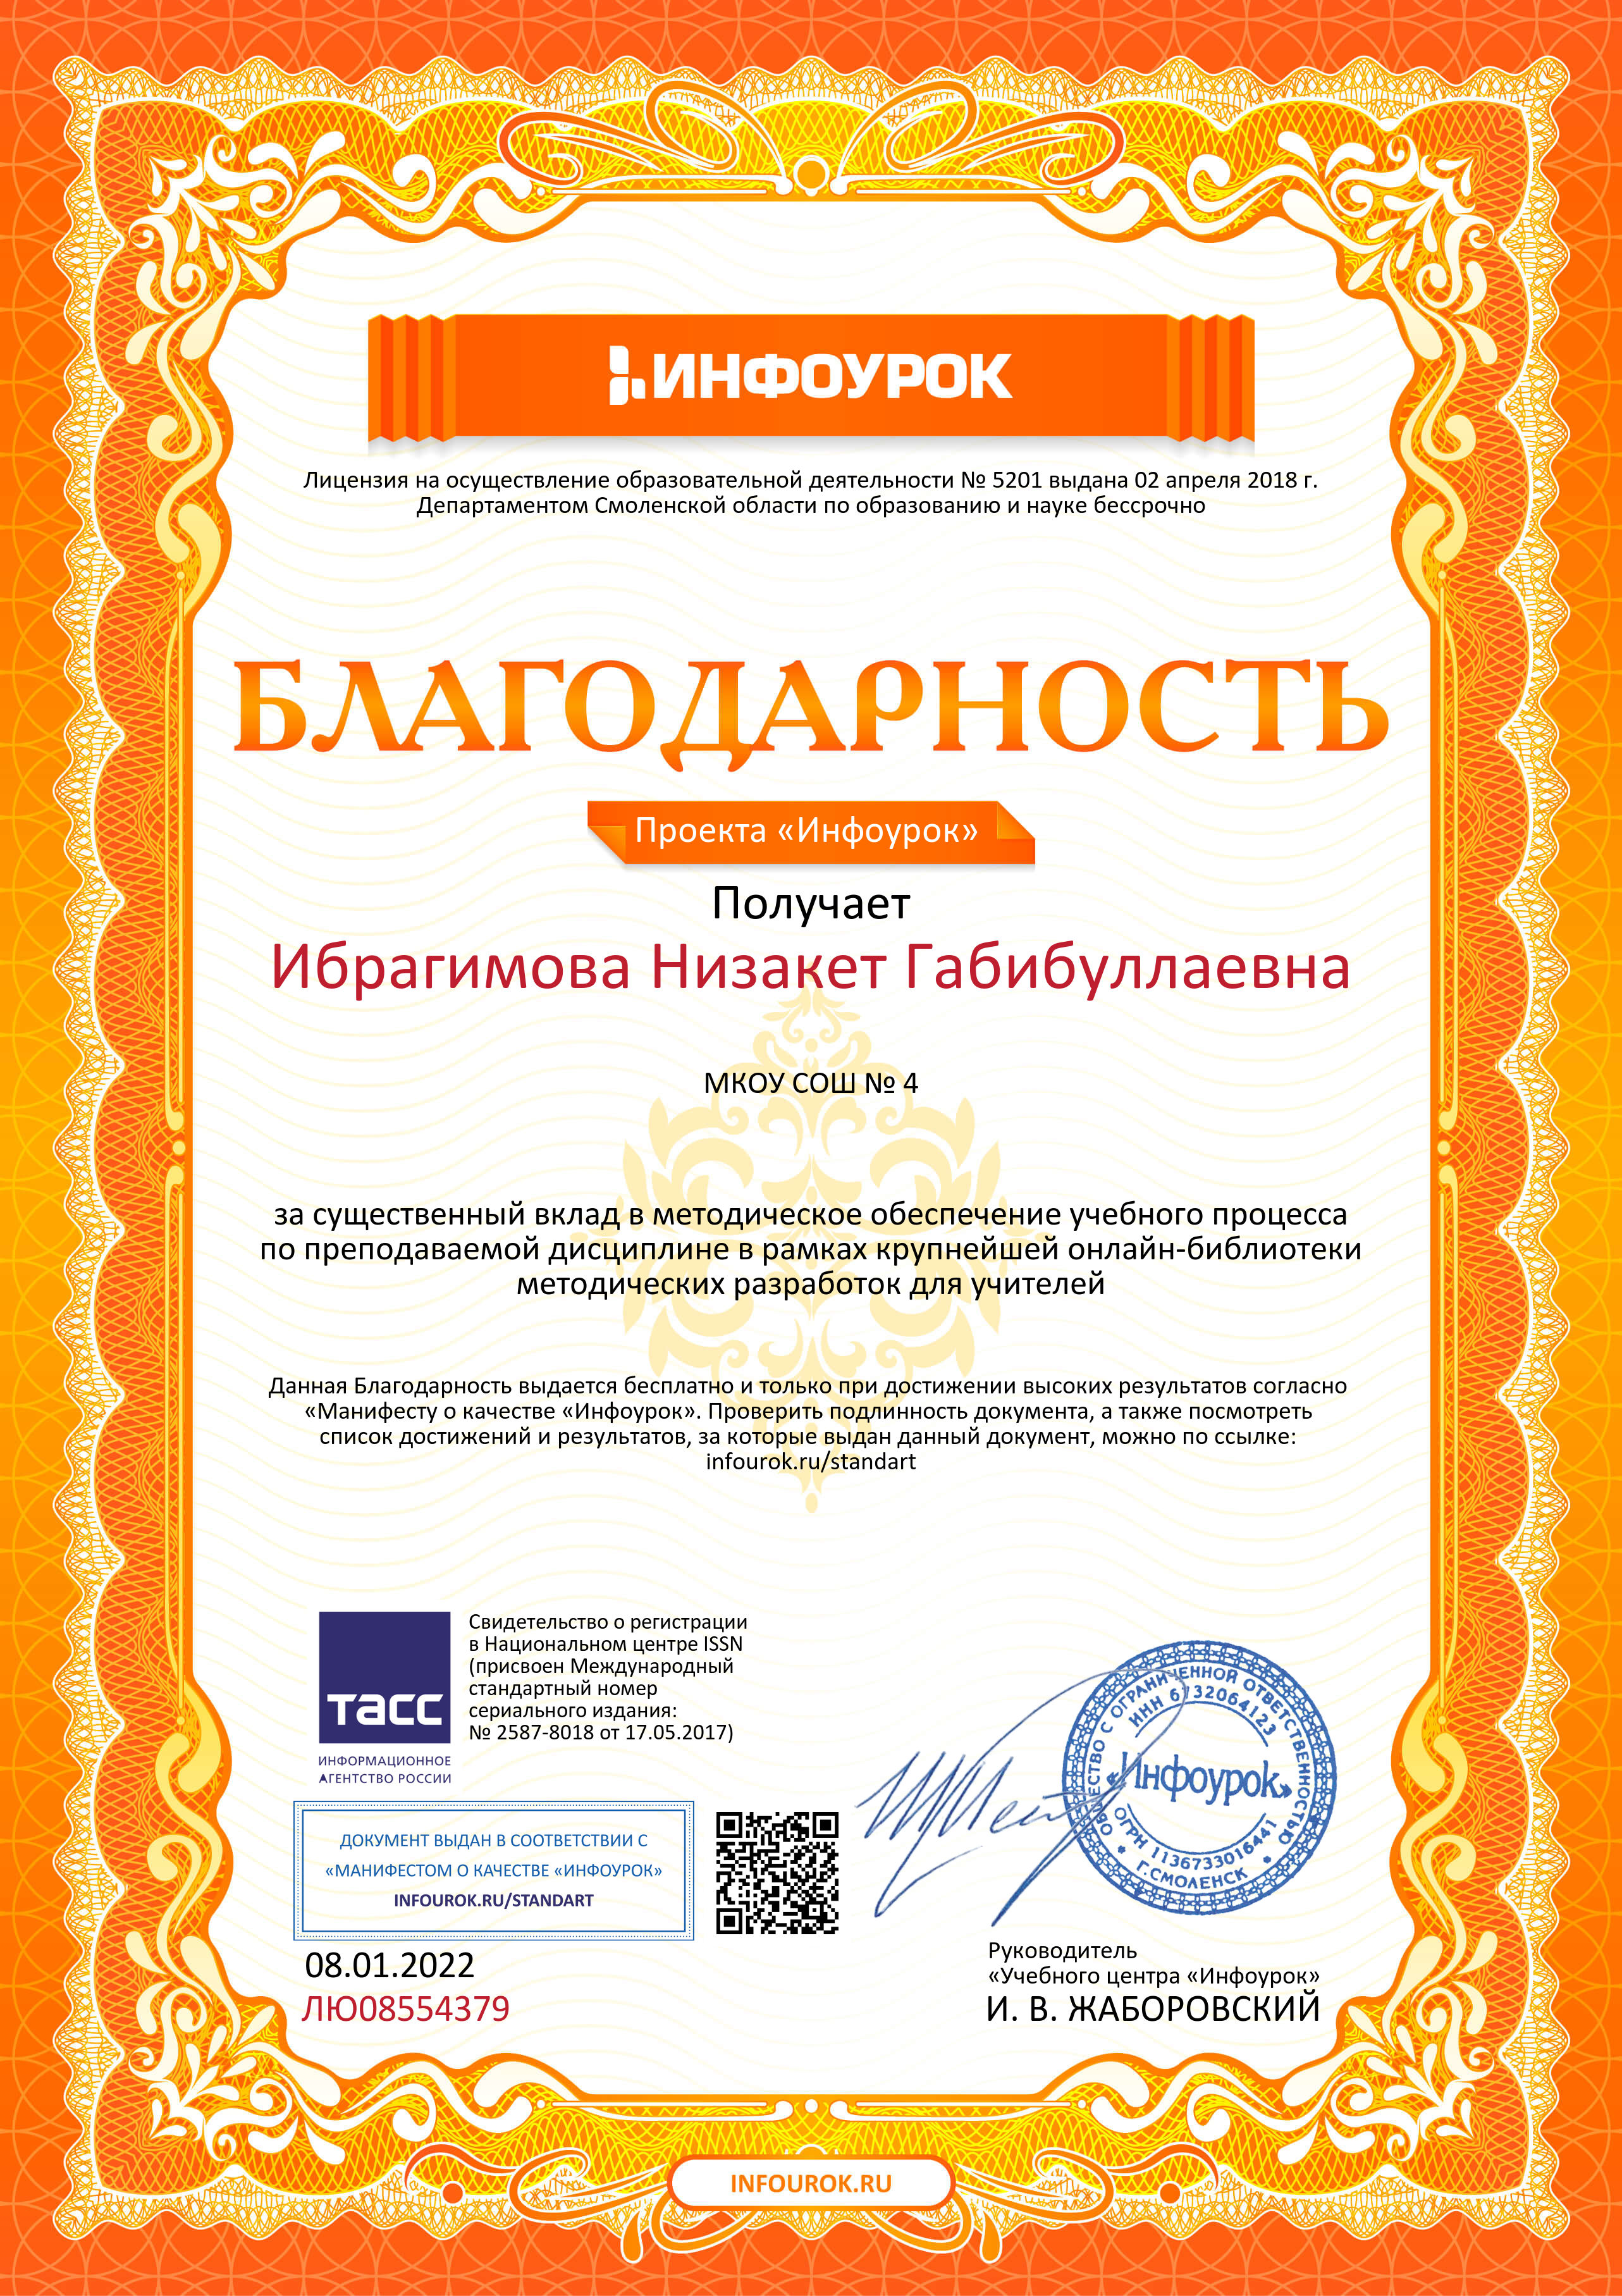 ИНФОУРОК
Лицензия на осуществление образовательной деятельности № 5201 выдана 02 апреля 2018 г.
Департаментом Смоленской области по образованию и науке бессрочно
БЛАГОДАРНОСТЬ
Проекта «Инфоурок»
Получает
Ибрагимова Низакет Габибуллаевна
МКОУ СОШ № 4
за существенный вклад в методическое обеспечение учебного процесса
по преподаваемой дисциплине в рамках крупнейшей онлайн-библиотеки
методических разработок для учителей
Данная Благодарность выдается бесплатно и только при достижении высоких результатов согласно
«Манифесту о качестве «Инфоурок». Проверить подлинность документа, а также посмотреть
список достижений и результатов, за которые выдан данный документ, можно по ссылке:
infourok.ru/standart
ТАСС
ИНФОРМАЦИОННОЕ
АГЕНТСТВО РОССИИ
Свидетельство о регистрации
в Национальном центре ISSN
(присвоен Международный
стандартный номер
сериального издания:
№ 2587-8018 от 17.05.2017)
ДОКУМЕНТ ВЫДАН В СООТВЕТСТВИИ С
«МАНИФЕСТОМ О КАЧЕСТВЕ «ИНФОУРОК»
INFOUROK.RU/STANDART
08.01.2022
ЛЮ08554379
ОБЩЕСТВО С ОГРАНИЧЕННОЙ ОТВЕТСТВЕННОСТЬЮ
ИНН 6732064123
«Инфоурок»
ОГРН 1136733016441
* Г.СМОЛЕНСК *
Руководитель
«Учебного центра «Инфоурок»
И. В. ЖАБОРОВСКИЙ
INFOUROK.RU